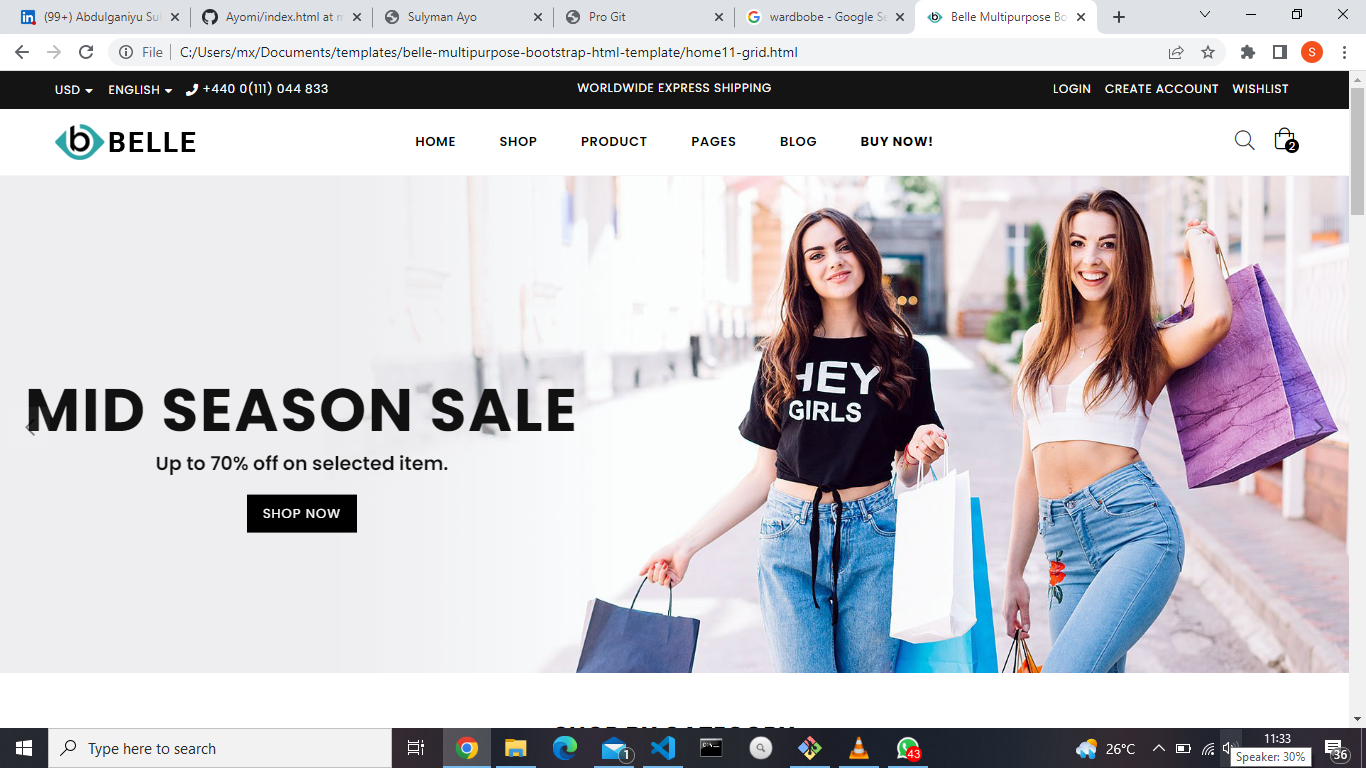 (99+) Abdulganiyu Sul
Ayomi/index.html at m
Sulyman Ayo
Pro Git
wardbobe - Google Se
Belle Multipurpose Bo
File
C:/Users/mx/Documents/templates/belle-multipurpose-bootstrap-html-template/home11-grid.html
S
USD
ENGLISH
+440 0(111) 044 833
WORLDWIDE EXPRESS SHIPPING
LOGIN
CREATE ACCOUNT
WISHLIST
b BELLE
HOME
SHOP
PRODUCT
PAGES
BLOG
BUY NOW!
2
HEY
GIRLS
MID SEASON SALE
Up to 70% off on selected item.
SHOP NOW
SHOP BY CATEGORY
Type here to search
1
43
26°C
11:33
Speaker: 30%
36